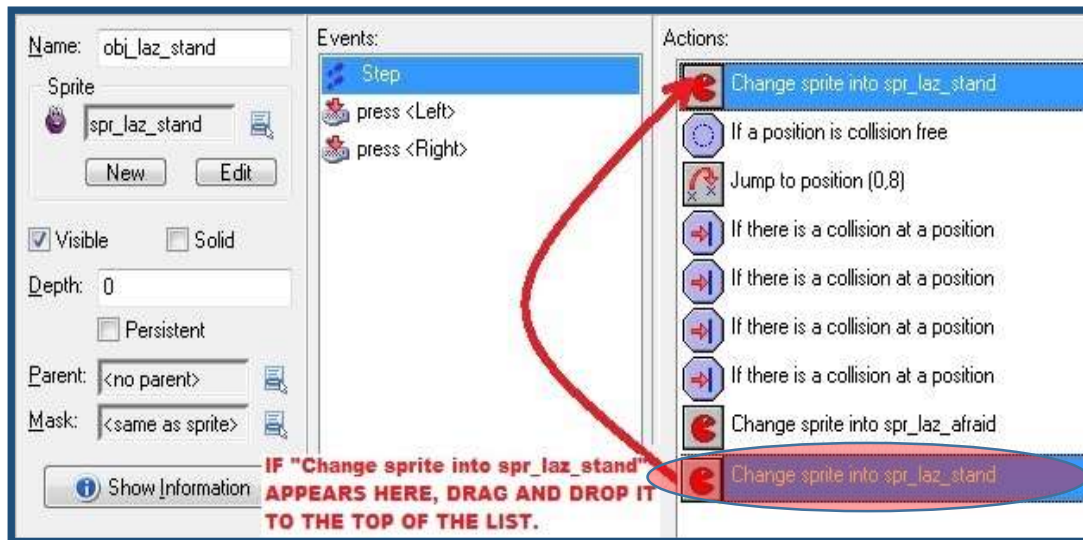 Name: obj_laz_stand
Sprite
spr_laz_stand
New Edit
Visible Solid
Depth: 0
Persistent
Parent: <no parent>
Mask: <same as sprite>
Show Information
Events:
Step
press <Left>
press <Right>
Actions:
Change sprite into spr_laz_stand
If a position is collision free
Jump to position (0,8)
If there is a collision at a position
If there is a collision at a position
If there is a collision at a position
If there is a collision at a position
Change sprite into spr_laz_afraid
Change sprite into spr_laz_stand
IF "Change sprite into spr_laz_stand"
APPEARS HERE, DRAG AND DROP IT
TO THE TOP OF THE LIST.